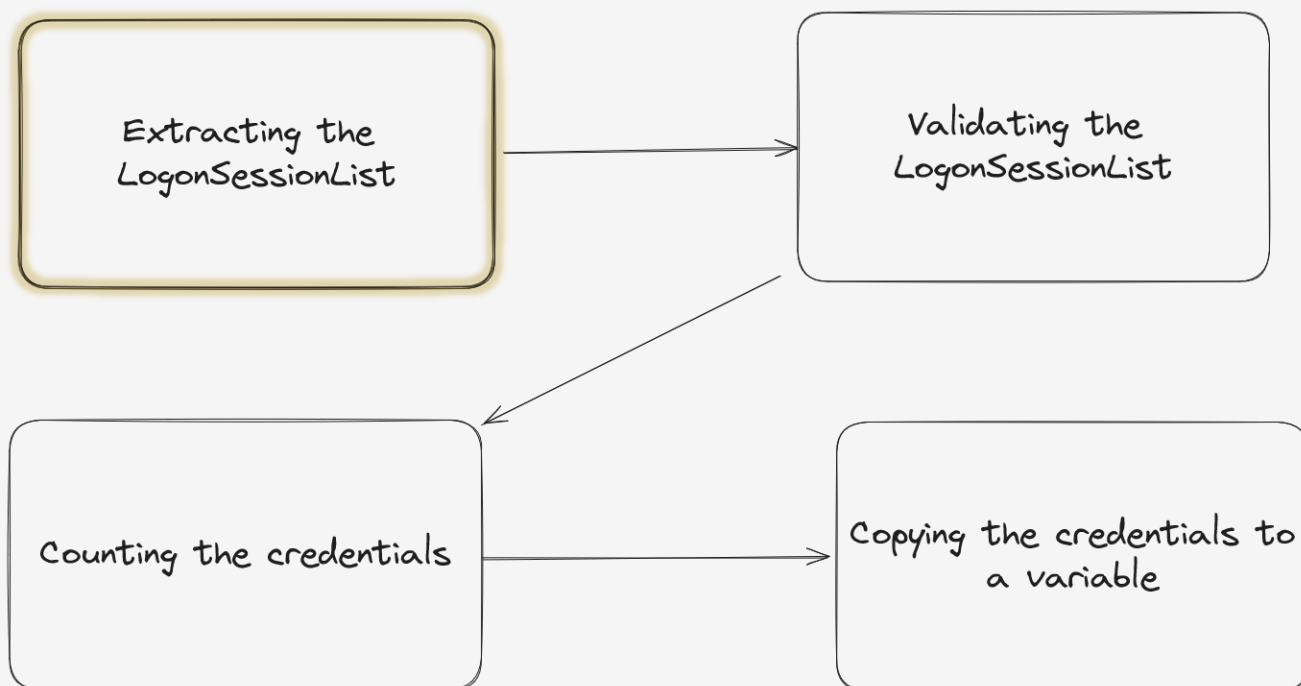 Extracting the
LogonSessionList
Validating the
LogonSessionList
Counting the credentials
Copying the credentials to
a variable